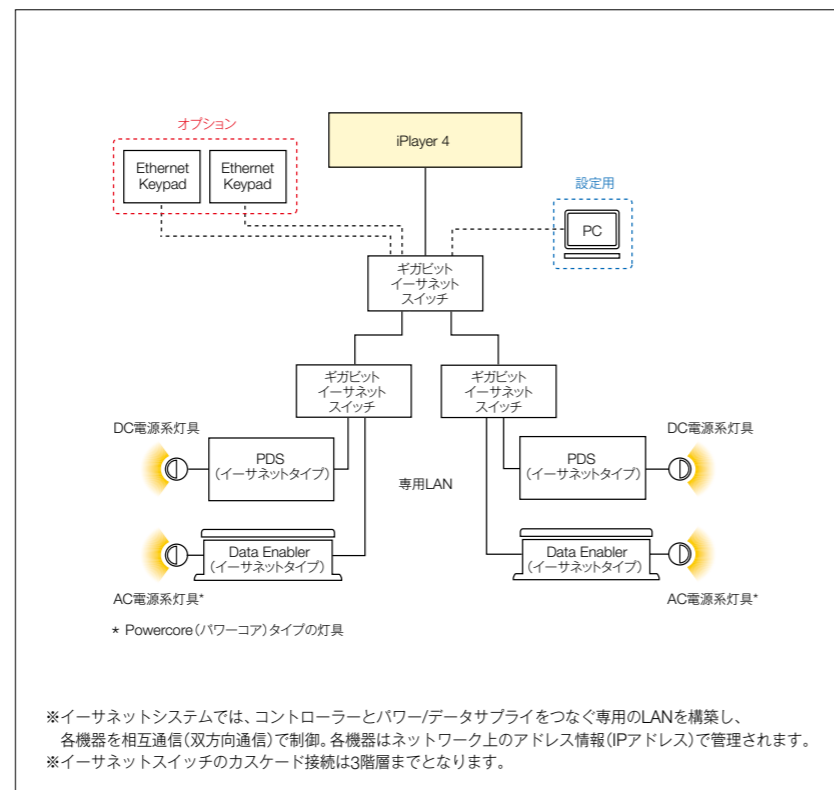 オプション
iPlayer 4
Ethernet
Keypad
Ethernet
Keypad
設定用
PC
ギガビット
イーサネット
スイッチ
ギガビット
イーサネット
スイッチ
ギガビット
イーサネット
スイッチ
DC電源系灯具
DC電源系灯具
PDS
(イーサネットタイプ)
PDS
(イーサネットタイプ)
専用LAN
Data Enabler
(イーサネットタイプ)
Data Enabler
(イーサネットタイプ)
AC電源系灯具*
AC電源系灯具*
* Powercore(パワーコア)タイプの灯具
※イーサネットシステムでは、コントローラーとパワー/データサプライをつなぐ専用のLANを構築し、
各機器を相互通信(双方向通信)で制御。各機器はネットワーク上のアドレス情報(IPアドレス)で管理されます。
※イーサネットスイッチのカスケード接続は3階層までとなります。